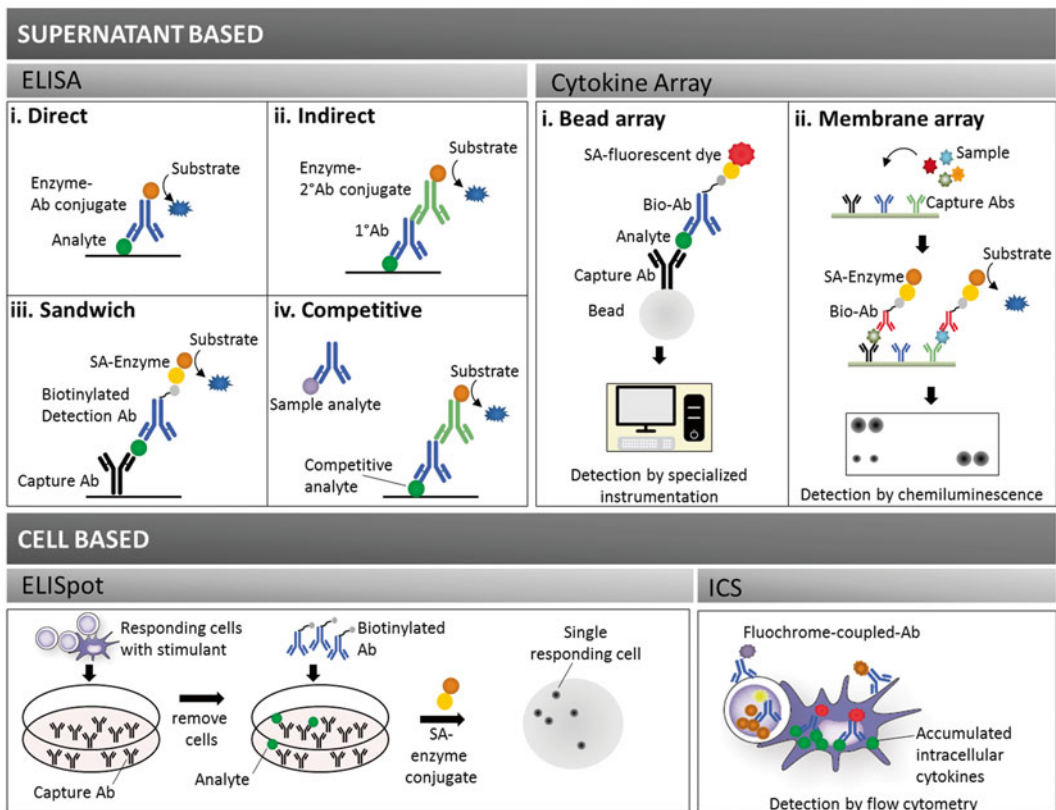 SUPERNATANT BASED
ELISA
i. Direct
Substrate
Enzyme-
Ab conjugate
Analyte
ii. Indirect
Substrate
Enzyme-
2°Ab conjugate
1°Ab
iii. Sandwich
Substrate
SA-Enzyme
Biotinylated
Detection Ab
Capture Ab
iv. Competitive
Substrate
Sample analyte
Competitive
analyte
Cytokine Array
i. Bead array
SA-fluorescent dye
Bio-Ab
Analyte
Capture Ab
Bead
Detection by specialized
instrumentation
ii. Membrane array
Sample
Capture Abs
Substrate
SA-Enzyme
Bio-Ab
Detection by chemiluminescence
CELL BASED
ELISpot
Responding cells
with stimulant
remove
cells
Capture Ab
Biotinylated
Ab
Analyte
SA-
enzyme
conjugate
Single
responding cell
ICS
Fluochrome-coupled-Ab
Accumulated
intracellular
cytokines
Detection by flow cytometry